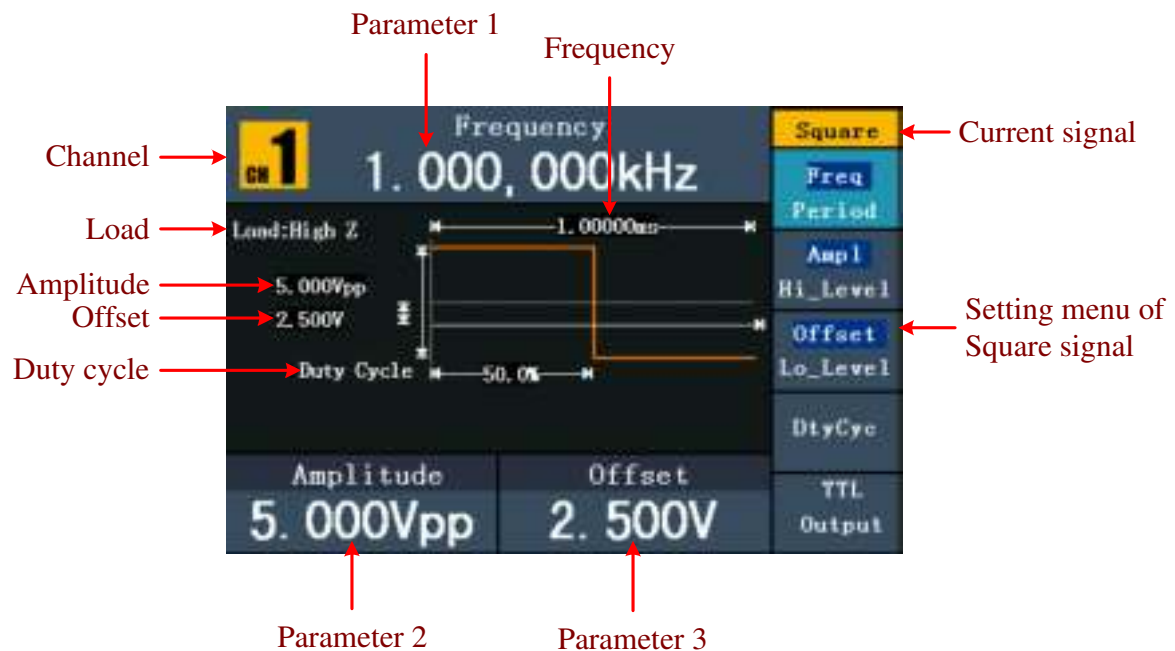 Parameter 1
Frequency
CH 1
Frequency
1.000,000kHz
Square
Current signal
Channel
Freq
Period
Load
Load:High Z
1.00000ms
Ampl
Hi_Level
Amplitude
5.000Vpp
Offset
2.500V
Offset
Lo_Level
Setting menu of
Square signal
Duty cycle
Duty Cycle
50.0%
DtyCyc
Amplitude
5.000Vpp
Offset
2.500V
TTL
Output
Parameter 2
Parameter 3